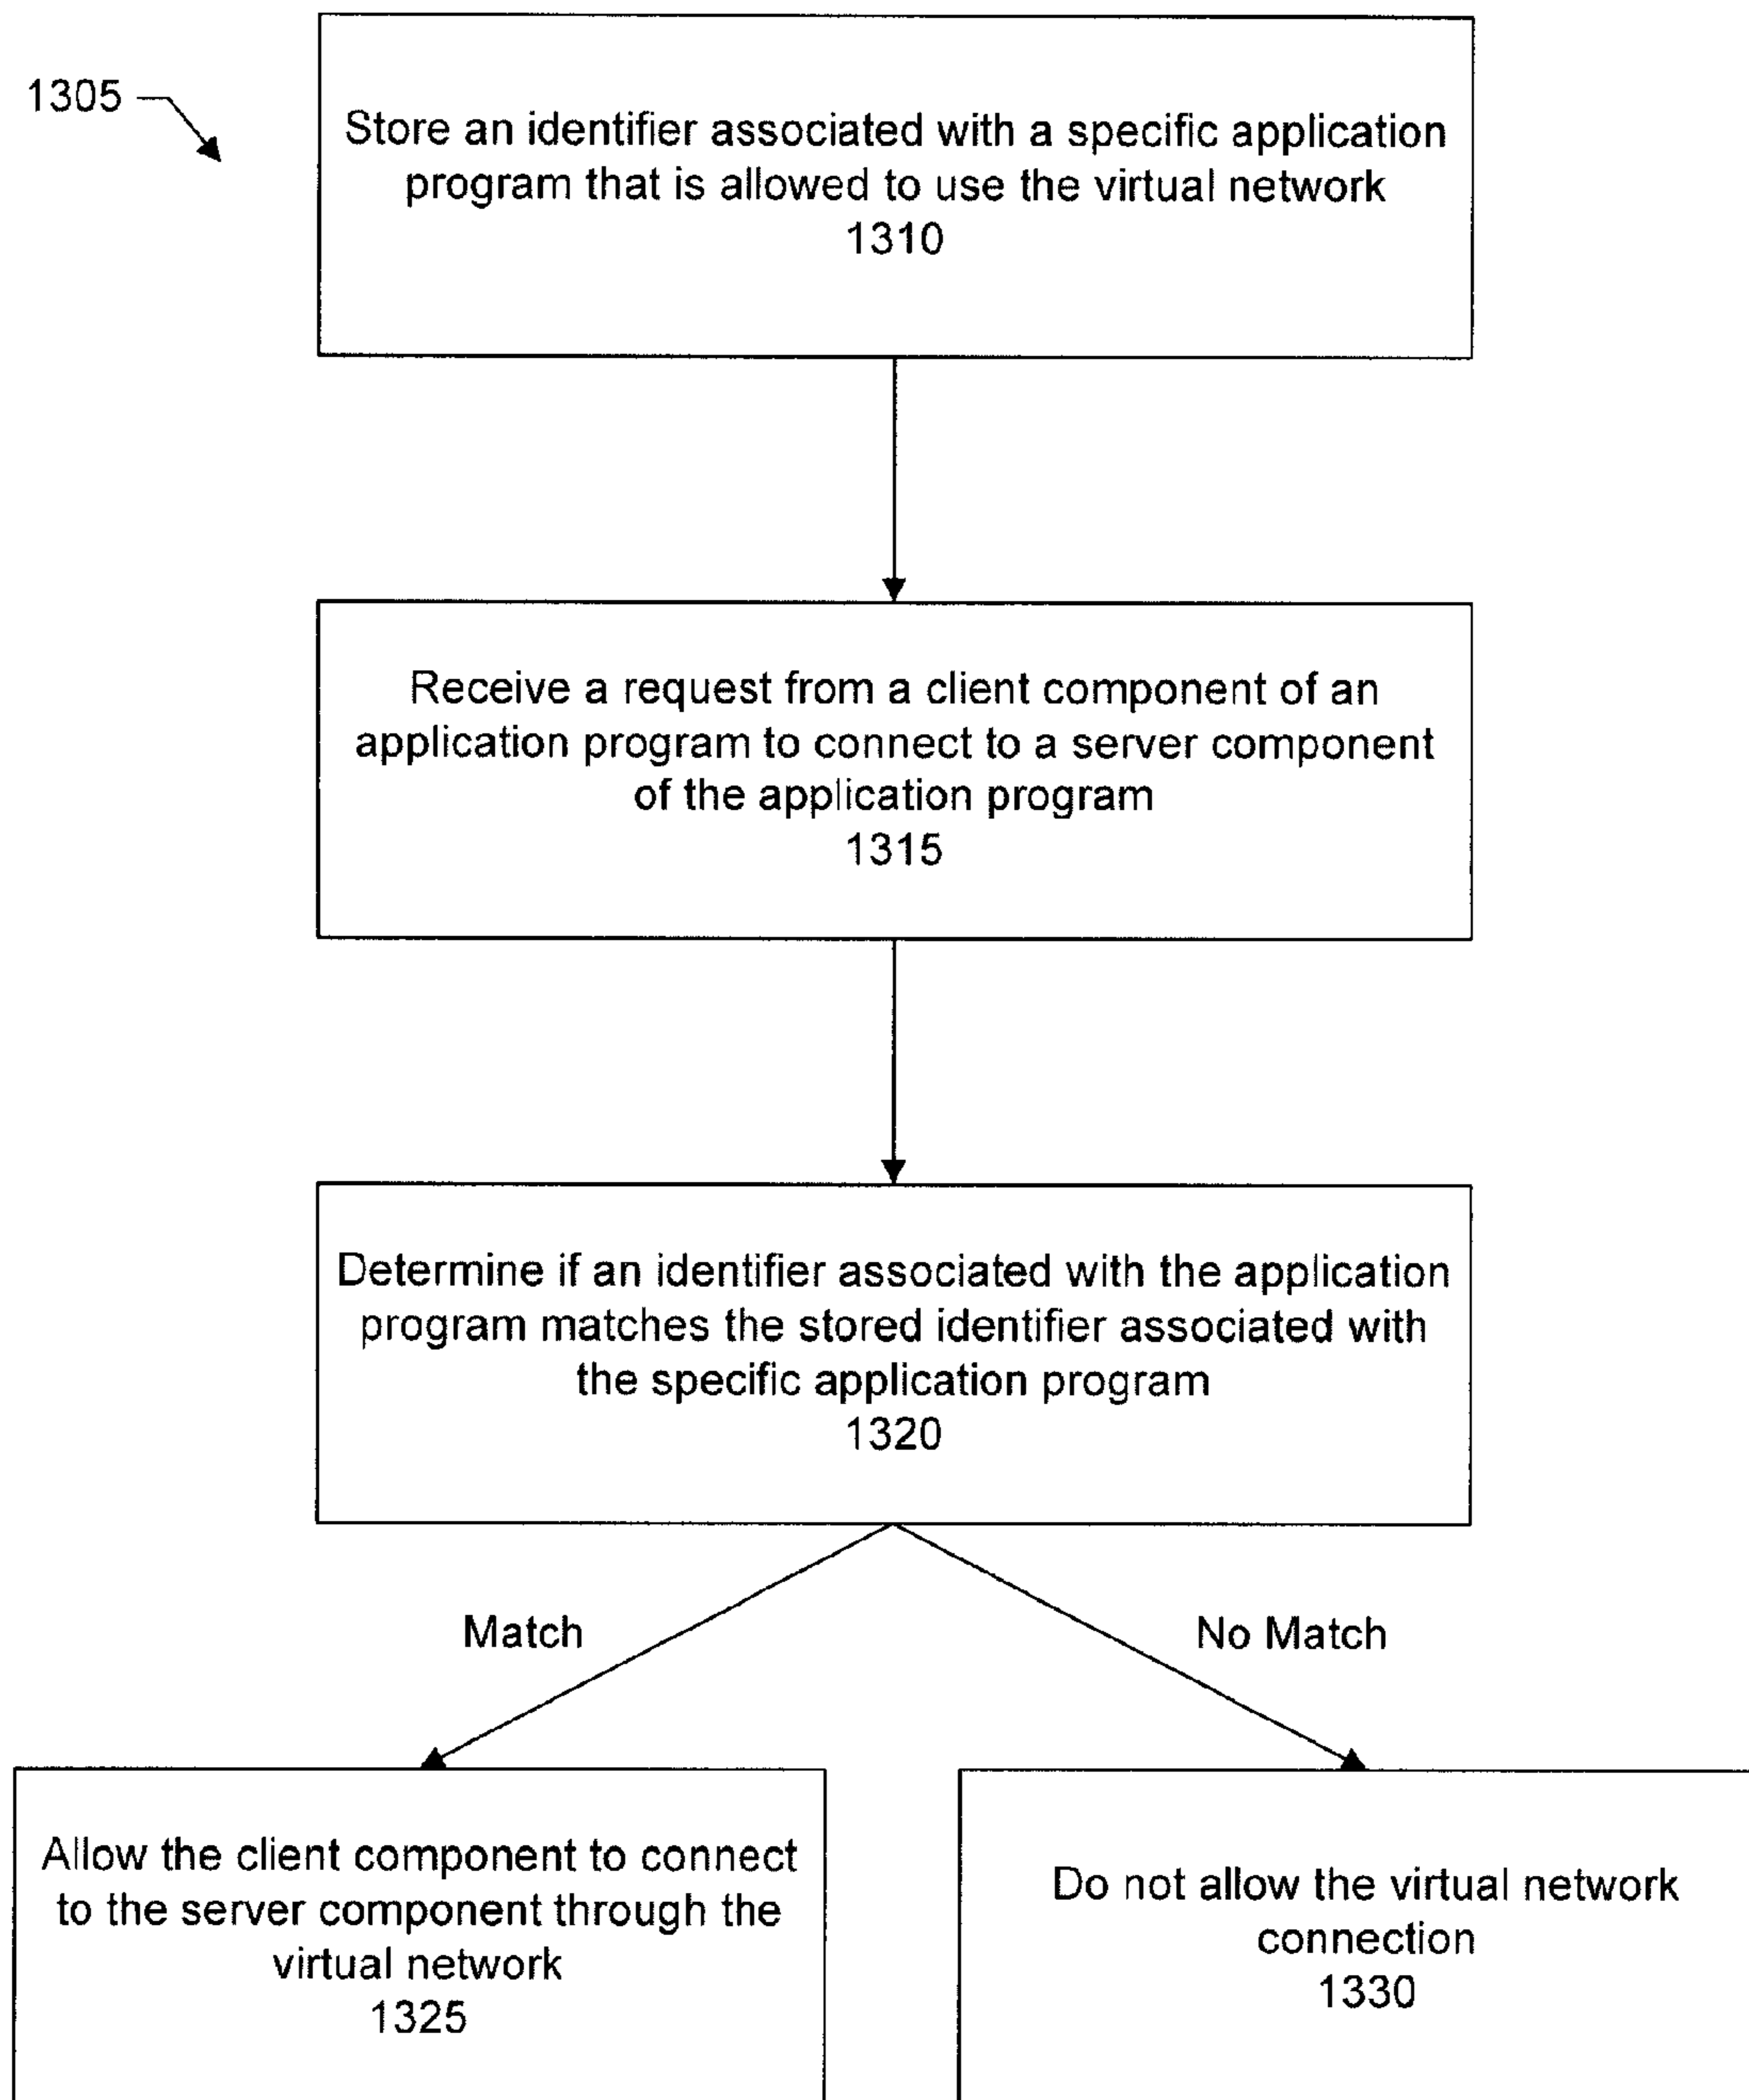 1305
Store an identifier associated with a specific application
program that is allowed to use the virtual network
1310
Receive a request from a client component of an
application program to connect to a server component
of the application program
1315
Determine if an identifier associated with the application
program matches the stored identifier associated with
the specific application program
1320
Match
No Match
Allow the client component to connect
to the server component through the
virtual network
1325
Do not allow the virtual network
connection
1330